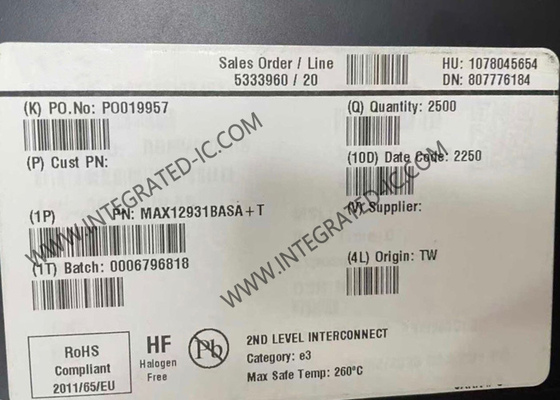 Sales Order / Line
5333960 / 20
HU: 1078045654
DN: 807776184
(K) PO.No: PO019957
(Q) Quantity: 2500
(P) Cust PN:
(10D) Date Code: 2250
(1P) PN: MAX12931BASA+T
(V) Supplier:
(1T) Batch: 0006796818
(4L) Origin: TW
RoHS
Compliant
2011/65/EU
HF
Halogen
Free
Pb
2ND LEVEL INTERCONNECT
Category: e3
Max Safe Temp: 260°C
WWW.INTEGRATED-IC.COM
WWW.INTEGRATED-IC.COM